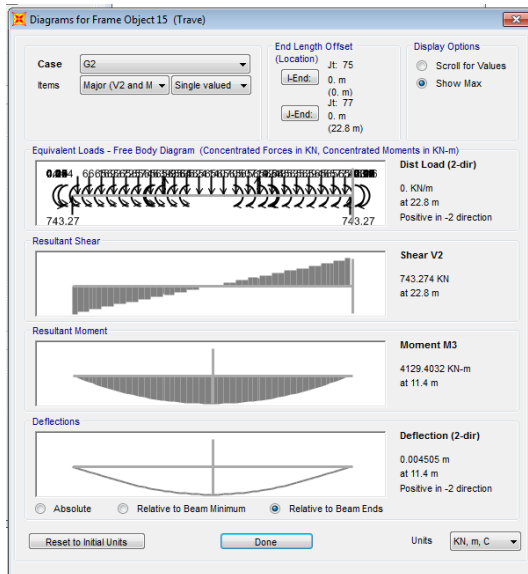 Diagrams for Frame Object 15 (Trave)
Case
G2
Items
Major (V2 and M
Single valued
End Length Offset
(Location)
I-End:
Jt: 75
0. m
(0. m)
J-End:
Jt: 77
0. m
(22.8 m)
Display Options
Scroll for Values
Show Max
Equivalent Loads - Free Body Diagram (Concentrated Forces in KN, Concentrated Moments in KN-m)
743.27
743.27
Dist Load (2-dir)
0. KN/m
at 22.8 m
Positive in -2 direction
Resultant Shear
Shear V2
743.274 KN
at 22.8 m
Resultant Moment
Moment M3
4129.4032 KN-m
at 11.4 m
Deflections
Deflection (2-dir)
0.004505 m
at 11.4 m
Positive in -2 direction
Absolute
Relative to Beam Minimum
Relative to Beam Ends
Reset to Initial Units
Done
Units
KN, m, C